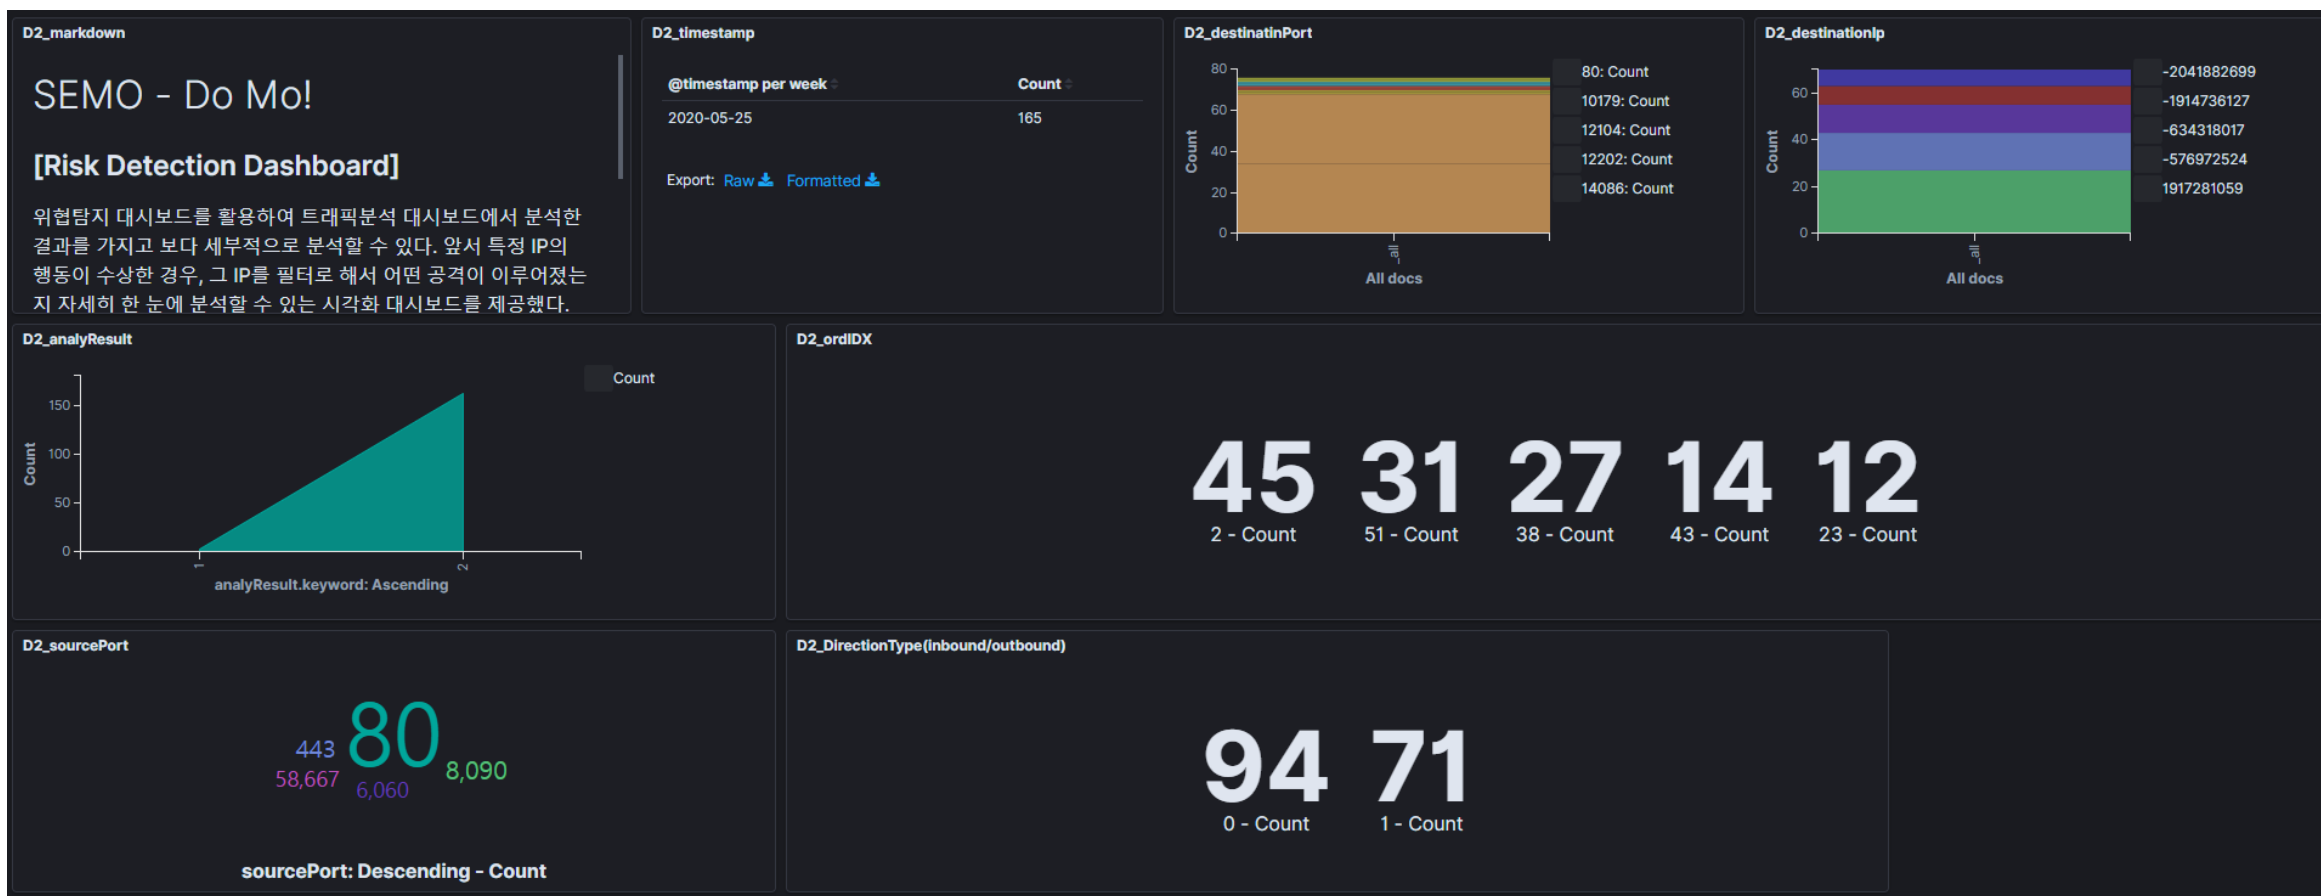 D2_markdown
SEMO - Do Mo!
[Risk Detection Dashboard]
위협탐지 대시보드를 활용하여 트래픽분석 대시보드에서 분석한
결과를 가지고 보다 세부적으로 분석할 수 있다. 앞서 특정 IP의
행동이 수상한 경우, 그 IP를 필터로 해서 어떤 공격이 이루어졌는
지 자세히 한 눈에 분석할 수 있는 시각화 대시보드를 제공했다.
D2_timestamp
@timestamp per week Count
2020-05-25 165
Export: Raw Formatted
D2_destinatinPort
80
60
40
20
0
Count
_all
All docs
80: Count
10179: Count
12104: Count
12202: Count
14086: Count
D2_destinationIp
60
40
20
0
Count
_all
All docs
-2041882699
-1914736127
-634318017
-576972524
1917281059
D2_analyResult
150
100
50
0
Count
1
2
analyResult.keyword: Ascending
Count
D2_ordIDX
45 31 27 14 12
2 - Count 51 - Count 38 - Count 43 - Count 23 - Count
D2_sourcePort
443 80 8,090
58,667 6,060
sourcePort: Descending - Count
D2_DirectionType(inbound/outbound)
94 71
0 - Count 1 - Count